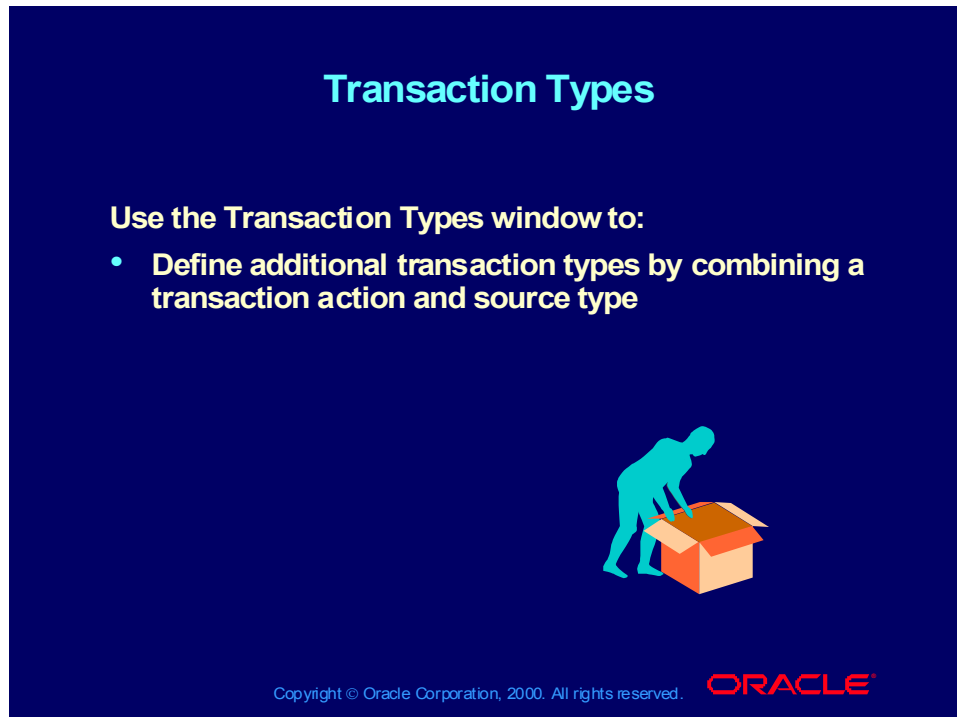 Transaction Types
Use the Transaction Types window to:
• Define additional transaction types by combining a
transaction action and source type
Copyright © Oracle Corporation, 2000. All rights reserved.
ORACLE®